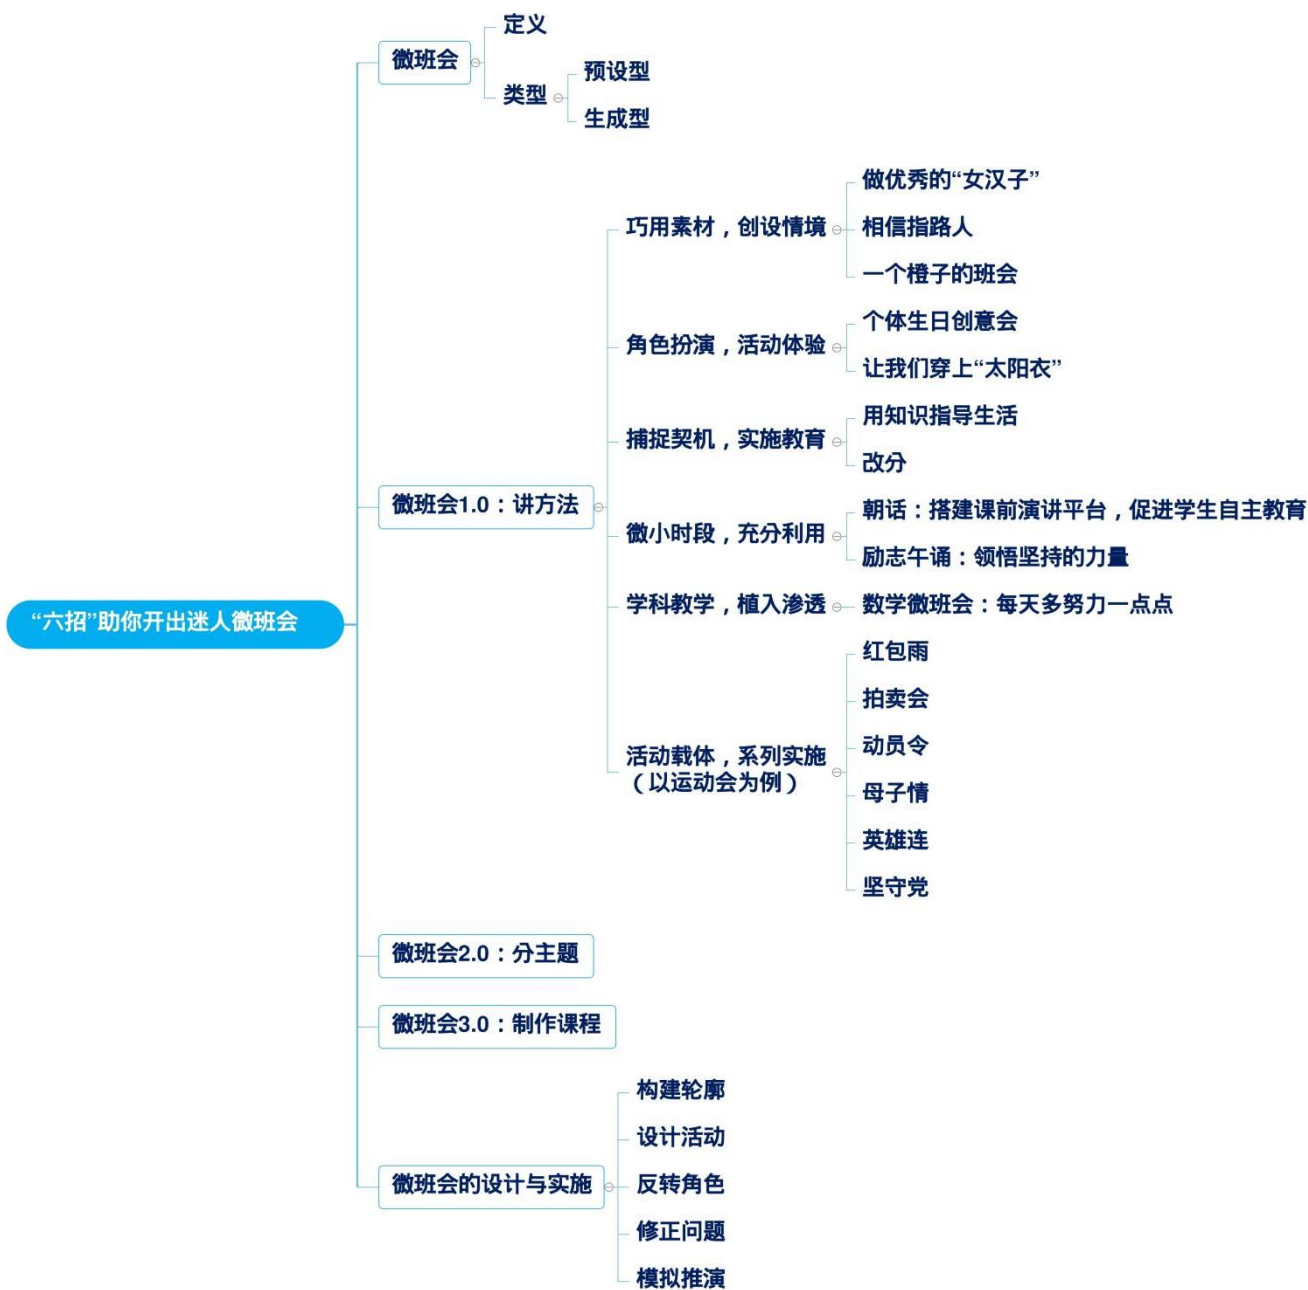 “六招”助你开出迷人微班会
微班会
定义
类型
预设型
生成型
微班会1.0：讲方法
巧用素材，创设情境
做优秀的“女汉子”
相信指路人
一个橙子的班会
角色扮演，活动体验
个体生日创意会
让我们穿上“太阳衣”
捕捉契机，实施教育
用知识指导生活
改分
微小时段，充分利用
朝话：搭建课前演讲平台，促进学生自主教育
励志午诵：领悟坚持的力量
学科教学，植入渗透
数学微班会：每天多努力一点点
活动载体，系列实施
（以运动会为例）
红包雨
拍卖会
动员令
母子情
英雄连
坚守党
微班会2.0：分主题
微班会3.0：制作课程
微班会的设计与实施
构建轮廓
设计活动
反转角色
修正问题
模拟推演